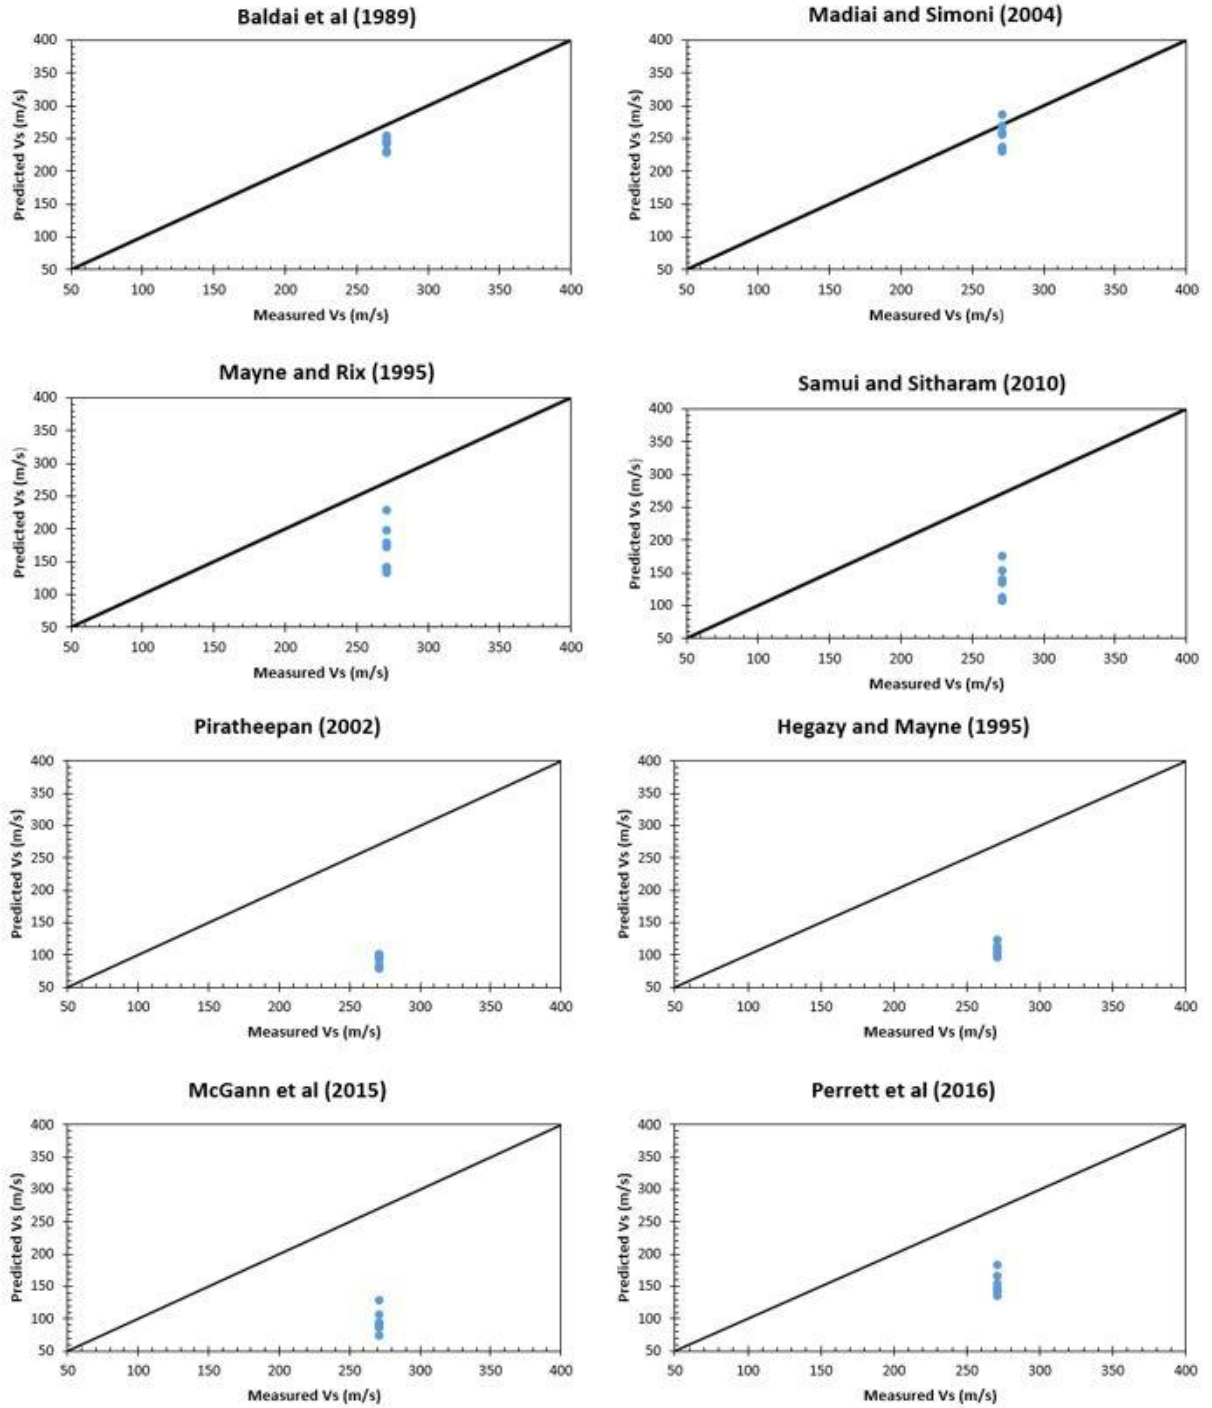 Baldai et al (1989)
400
350
300
250
200
150
100
50
Predicted Vs (m/s)
50 100 150 200 250 300 350 400
Measured Vs (m/s)
Madiai and Simoni (2004)
400
350
300
250
200
150
100
50
Predicted Vs (m/s)
50 100 150 200 250 300 350 400
Measured Vs (m/s)
Mayne and Rix (1995)
400
350
300
250
200
150
100
50
Predicted Vs (m/s)
50 100 150 200 250 300 350 400
Measured Vs (m/s)
Samui and Sitharam (2010)
400
350
300
250
200
150
100
50
Predicted Vs (m/s)
50 100 150 200 250 300 350 400
Measured Vs (m/s)
Piratheepan (2002)
400
350
300
250
200
150
100
50
Predicted Vs (m/s)
50 100 150 200 250 300 350 400
Measured Vs (m/s)
Hegazy and Mayne (1995)
400
350
300
250
200
150
100
50
Predicted Vs (m/s)
50 100 150 200 250 300 350 400
Measured Vs (m/s)
McGann et al (2015)
400
350
300
250
200
150
100
50
Predicted Vs (m/s)
50 100 150 200 250 300 350 400
Measured Vs (m/s)
Perrett et al (2016)
400
350
300
250
200
150
100
50
Predicted Vs (m/s)
50 100 150 200 250 300 350 400
Measured Vs (m/s)